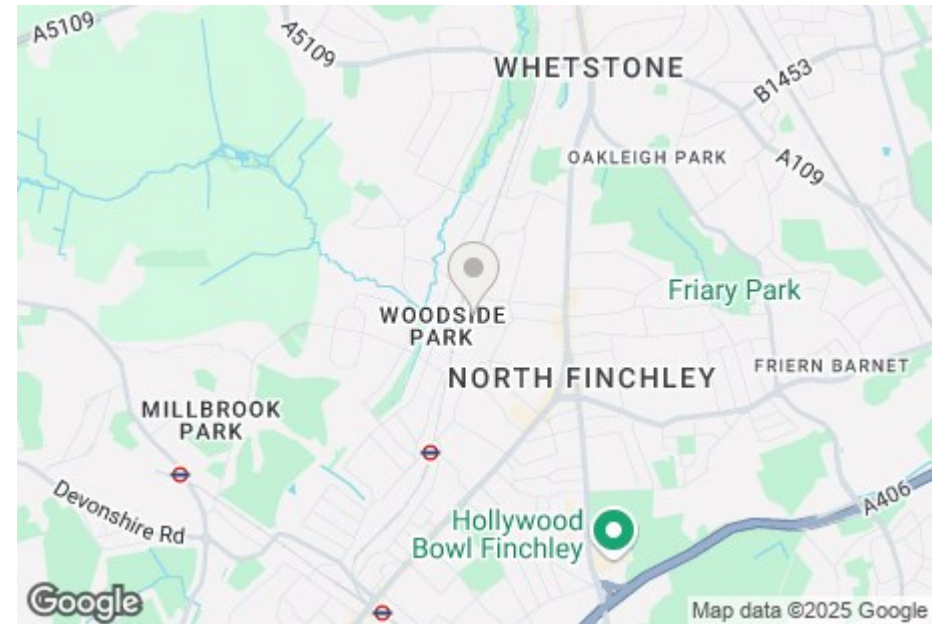 A5109
A5109
WHETSTONE
B1453
OAKLEIGH PARK
A109
Friary Park
WOODSIDE
PARK
NORTH FINCHLEY
FRIERN BARNET
MILLBROOK
PARK
Devonshire Rd
A406
Hollywood
Bowl Finchley
Google
Map data ©2025 Google